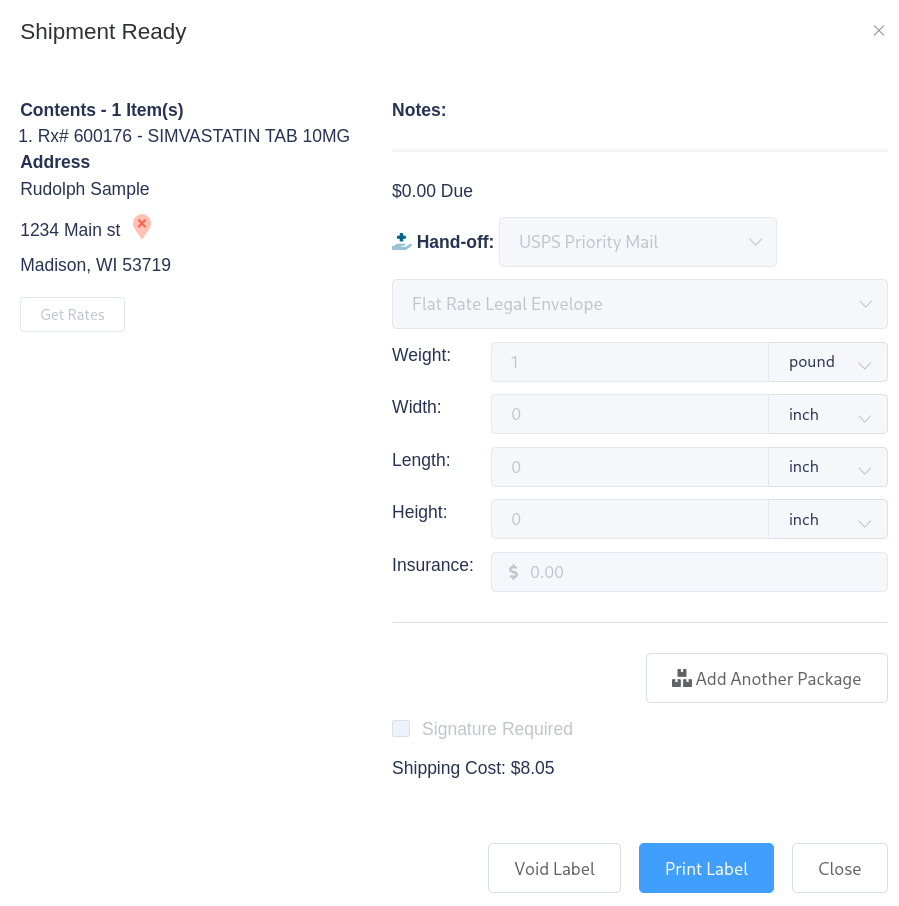 Shipment Ready
Contents - 1 Item(s)
1. Rx# 600176 - SIMVASTATIN TAB 10MG
Address
Rudolph Sample
1234 Main st
Madison, WI 53719
Get Rates
Notes:
$0.00 Due
Hand-off: USPS Priority Mail
Flat Rate Legal Envelope
Weight: 1 pound
Width: 0 inch
Length: 0 inch
Height: 0 inch
Insurance: $ 0.00
Add Another Package
Signature Required
Shipping Cost: $8.05
Void Label Print Label Close